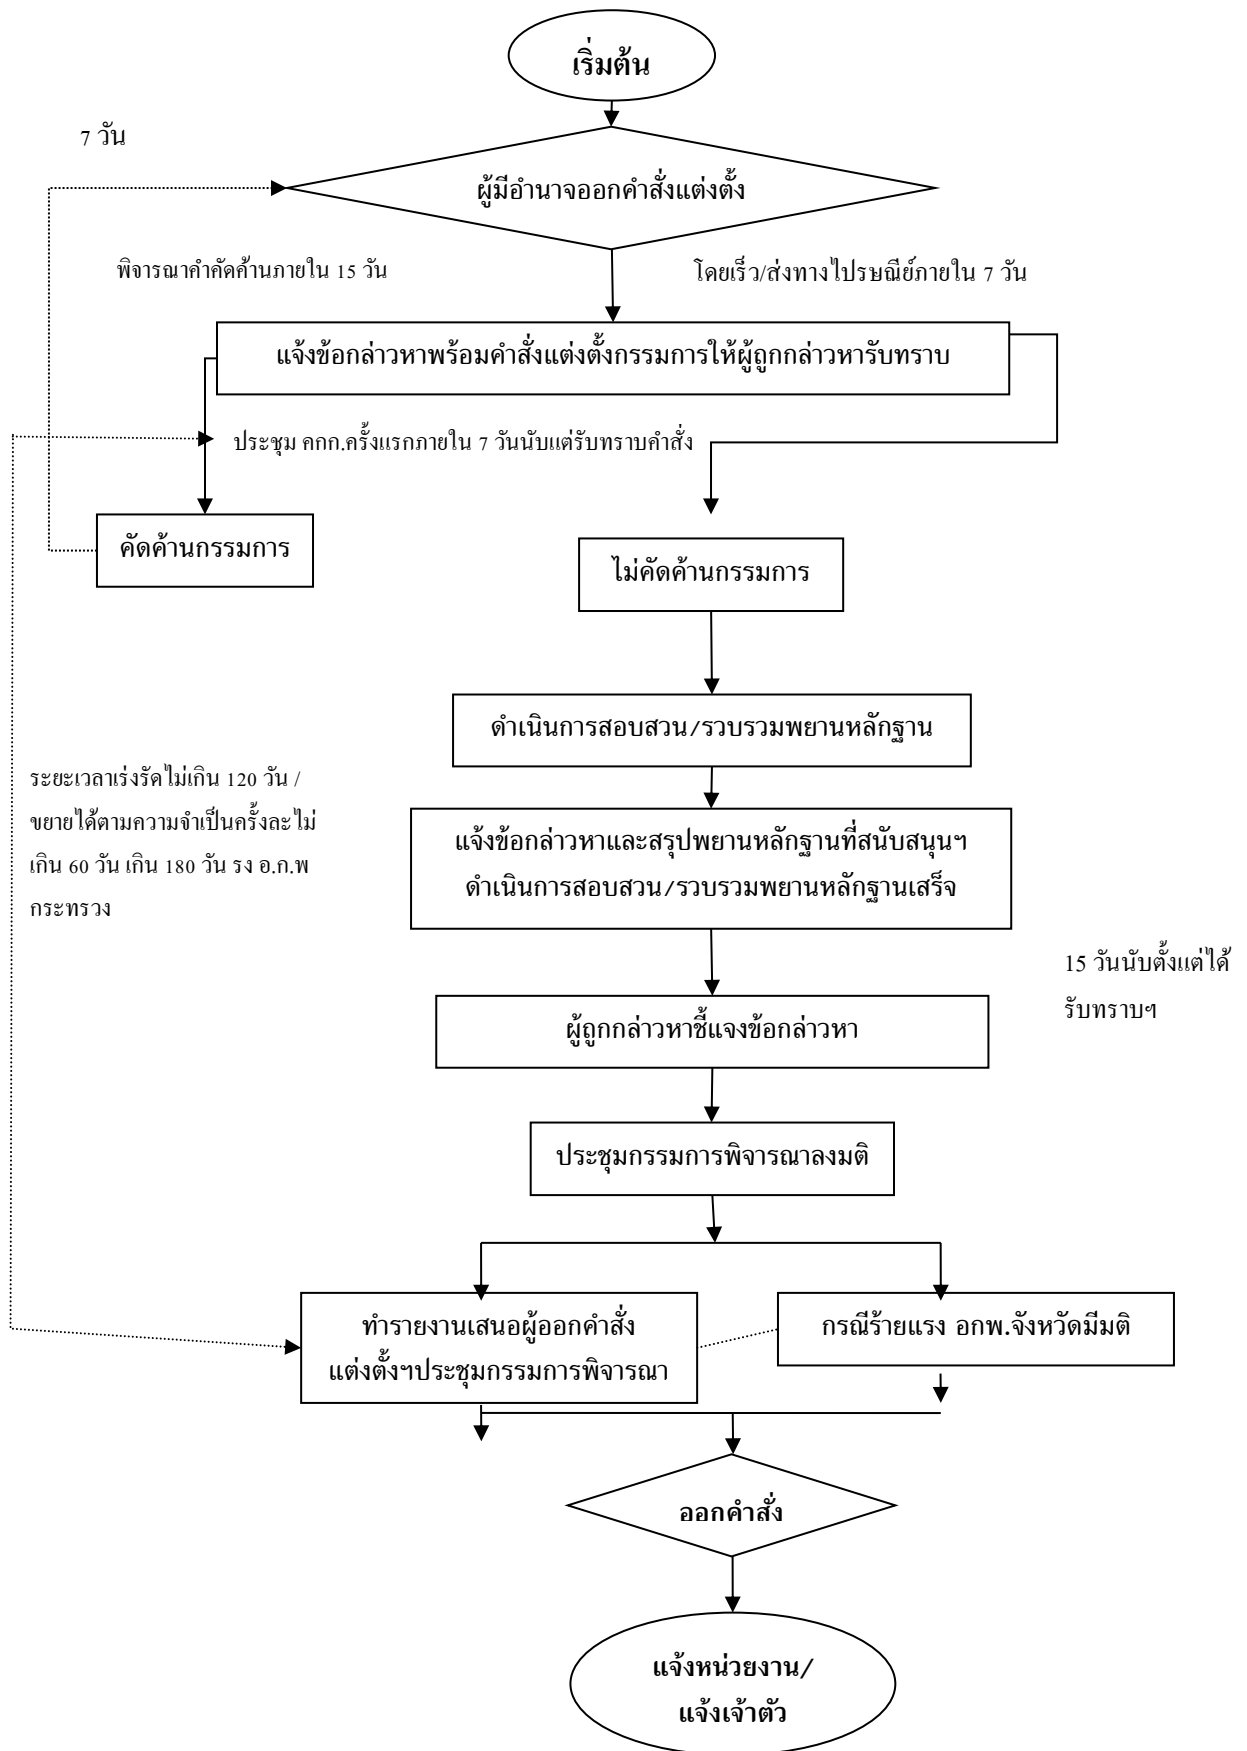 เริ่มต้น
7 วัน
ผู้มีอำนาจออกคำสั่งแต่งตั้ง
พิจารณาคำคัดค้านภายใน 15 วัน
โดยเร็ว/ส่งทางไปรษณีย์ภายใน 7 วัน
แจ้งข้อกล่าวหาพร้อมคำสั่งแต่งตั้งกรรมการให้ผู้ถูกกล่าวหารับทราบ
ประชุม คกก.ครั้งแรกภายใน 7 วันนับแต่รับทราบคำสั่ง
คัดค้านกรรมการ
ไม่คัดค้านกรรมการ
ดำเนินการสอบสวน/รวบรวมพยานหลักฐาน
ระยะเวลาเร่งรัดไม่เกิน 120 วัน /
ขยายได้ตามความจำเป็นครั้งละไม่
เกิน 60 วัน เกิน 180 วัน รง อ.ก.พ
กระทรวง
แจ้งข้อกล่าวหาและสรุปพยานหลักฐานที่สนับสนุนฯ
ดำเนินการสอบสวน/รวบรวมพยานหลักฐานเสร็จ
15 วันนับตั้งแต่ได้
รับทราบฯ
ผู้ถูกกล่าวหาชี้แจงข้อกล่าวหา
ประชุมกรรมการพิจารณาลงมติ
ทำรายงานเสนอผู้ออกคำสั่ง
แต่งตั้งฯประชุมกรรมการพิจารณา
กรณีร้ายแรง อกพ.จังหวัดมีมติ
ออกคำสั่ง
แจ้งหน่วยงาน/
แจ้งเจ้าตัว